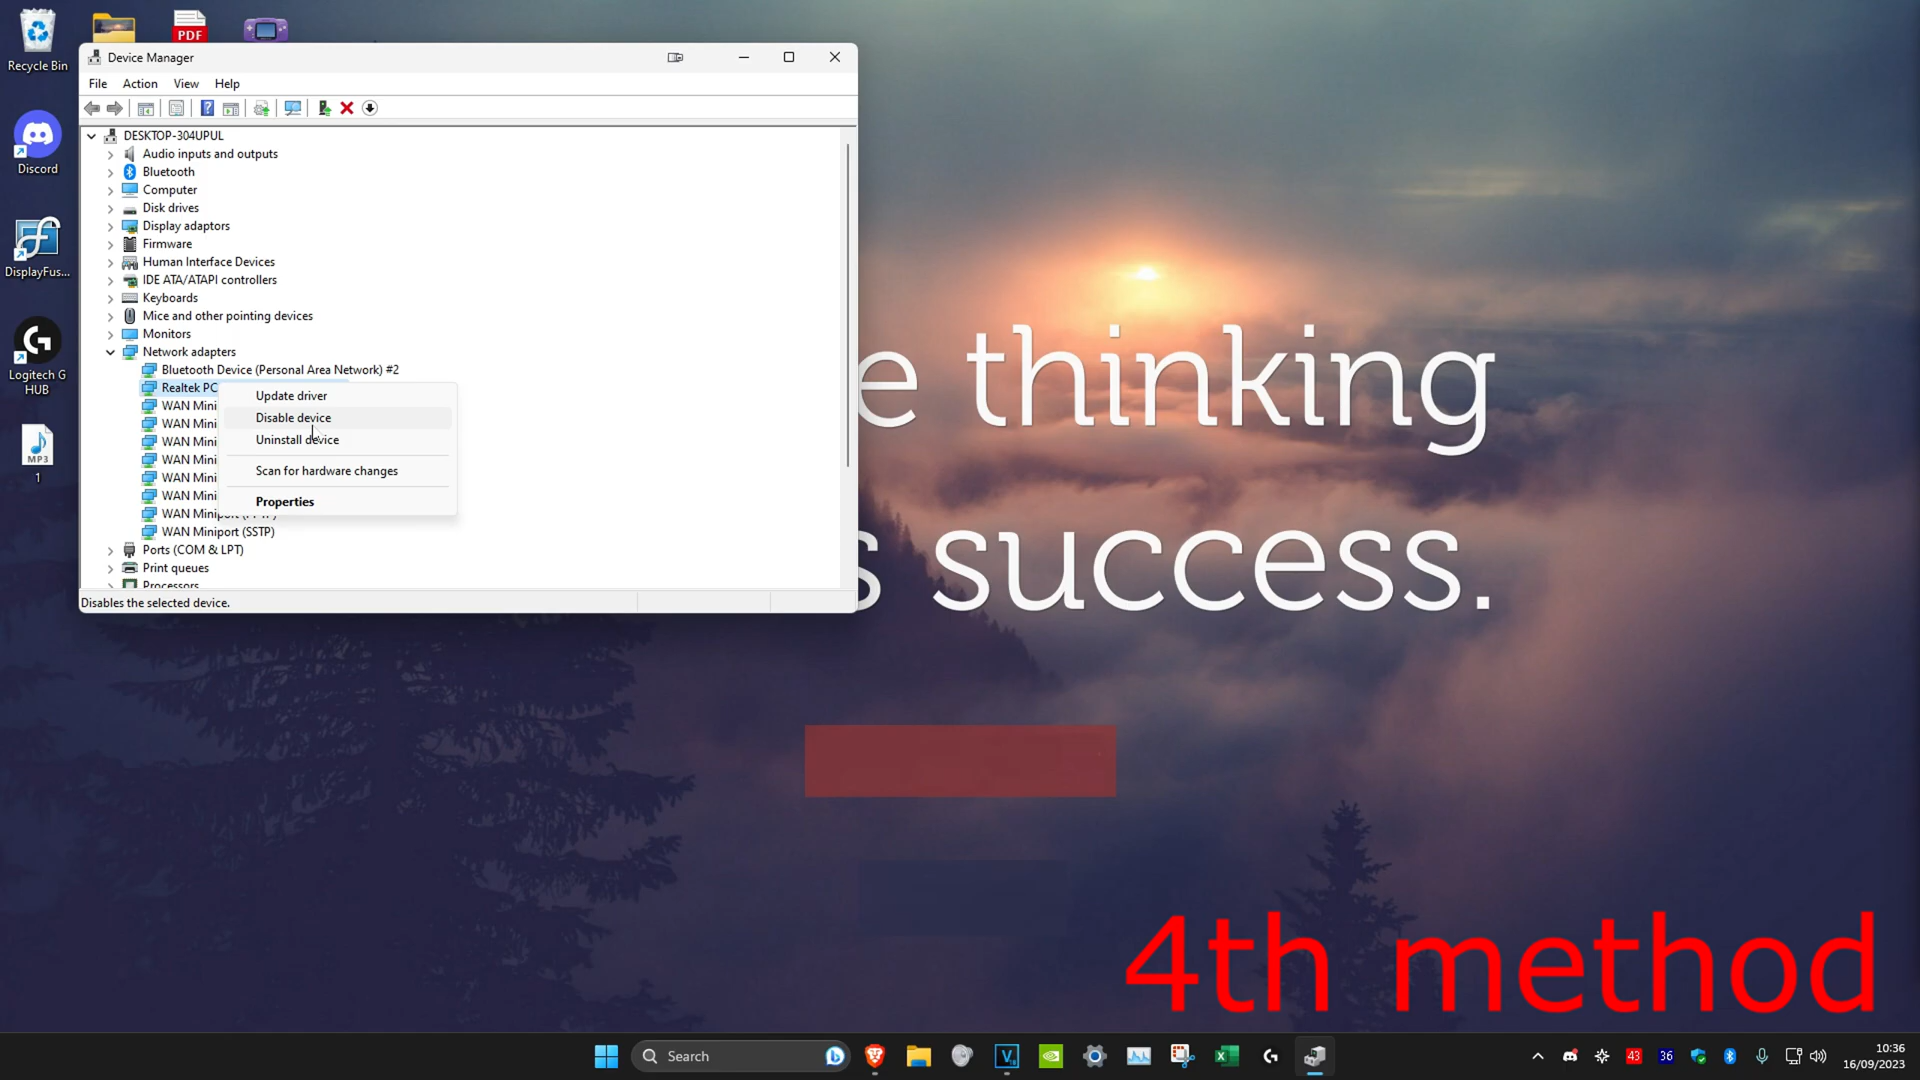 Recycle Bin
PDF
Discord
DisplayFus...
Logitech G
HUB
MP3
1
Device Manager
File Action View Help
DESKTOP-304UPUL
Audio inputs and outputs
Bluetooth
Computer
Disk drives
Display adaptors
Firmware
Human Interface Devices
IDE ATA/ATAPI controllers
Keyboards
Mice and other pointing devices
Monitors
Network adapters
Bluetooth Device (Personal Area Network) #2
Realtek PC
WAN Mini
WAN Mini
WAN Mini
WAN Mini
WAN Mini
WAN Mini
WAN Miniport
WAN Miniport (SSTP)
Ports (COM & LPT)
Print queues
Processors
Update driver
Disable device
Uninstall device
Scan for hardware changes
Properties
Disables the selected device.
e thinking
s success.
4th method
Search
43
36
10:36
16/09/2023